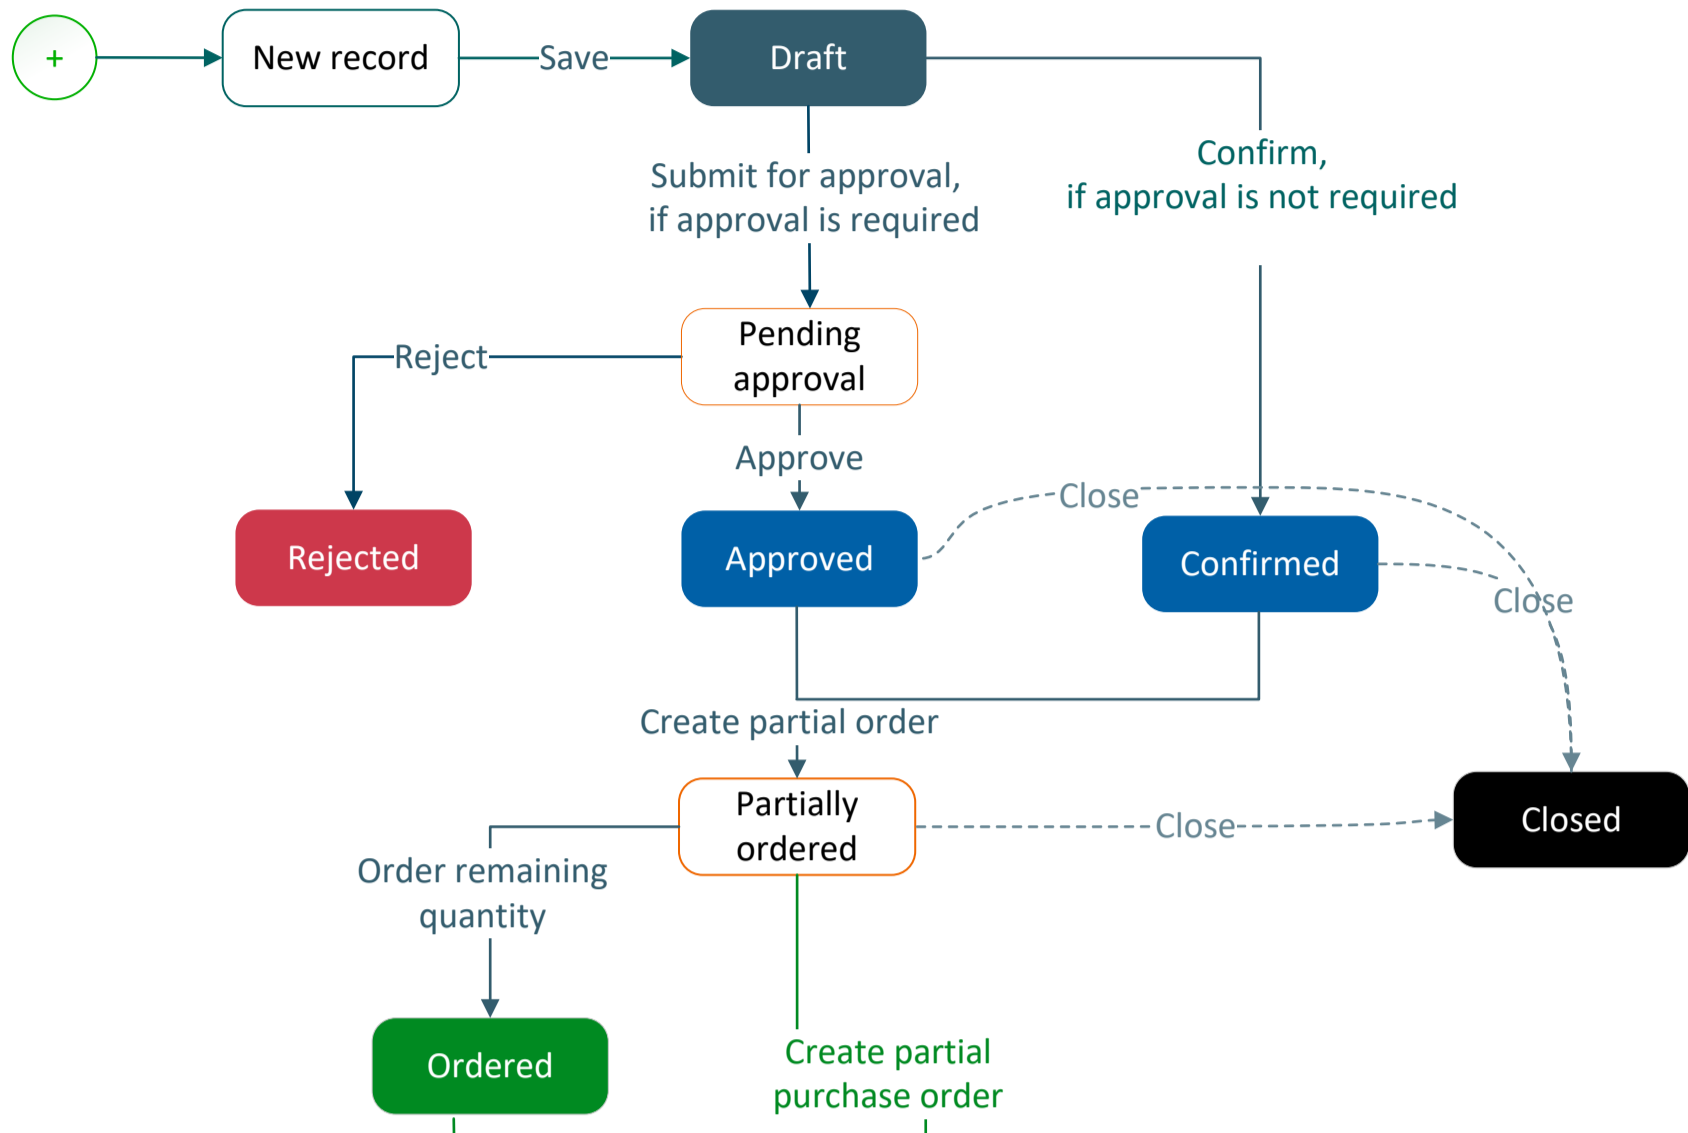 +
New record
Save
Draft
Submit for approval,
if approval is required
Confirm,
if approval is not required
Pending
approval
Reject
Approve
Close
Rejected
Approved
Confirmed
Close
Create partial order
Partially
ordered
Close
Closed
Order remaining
quantity
Ordered
Create partial
purchase order